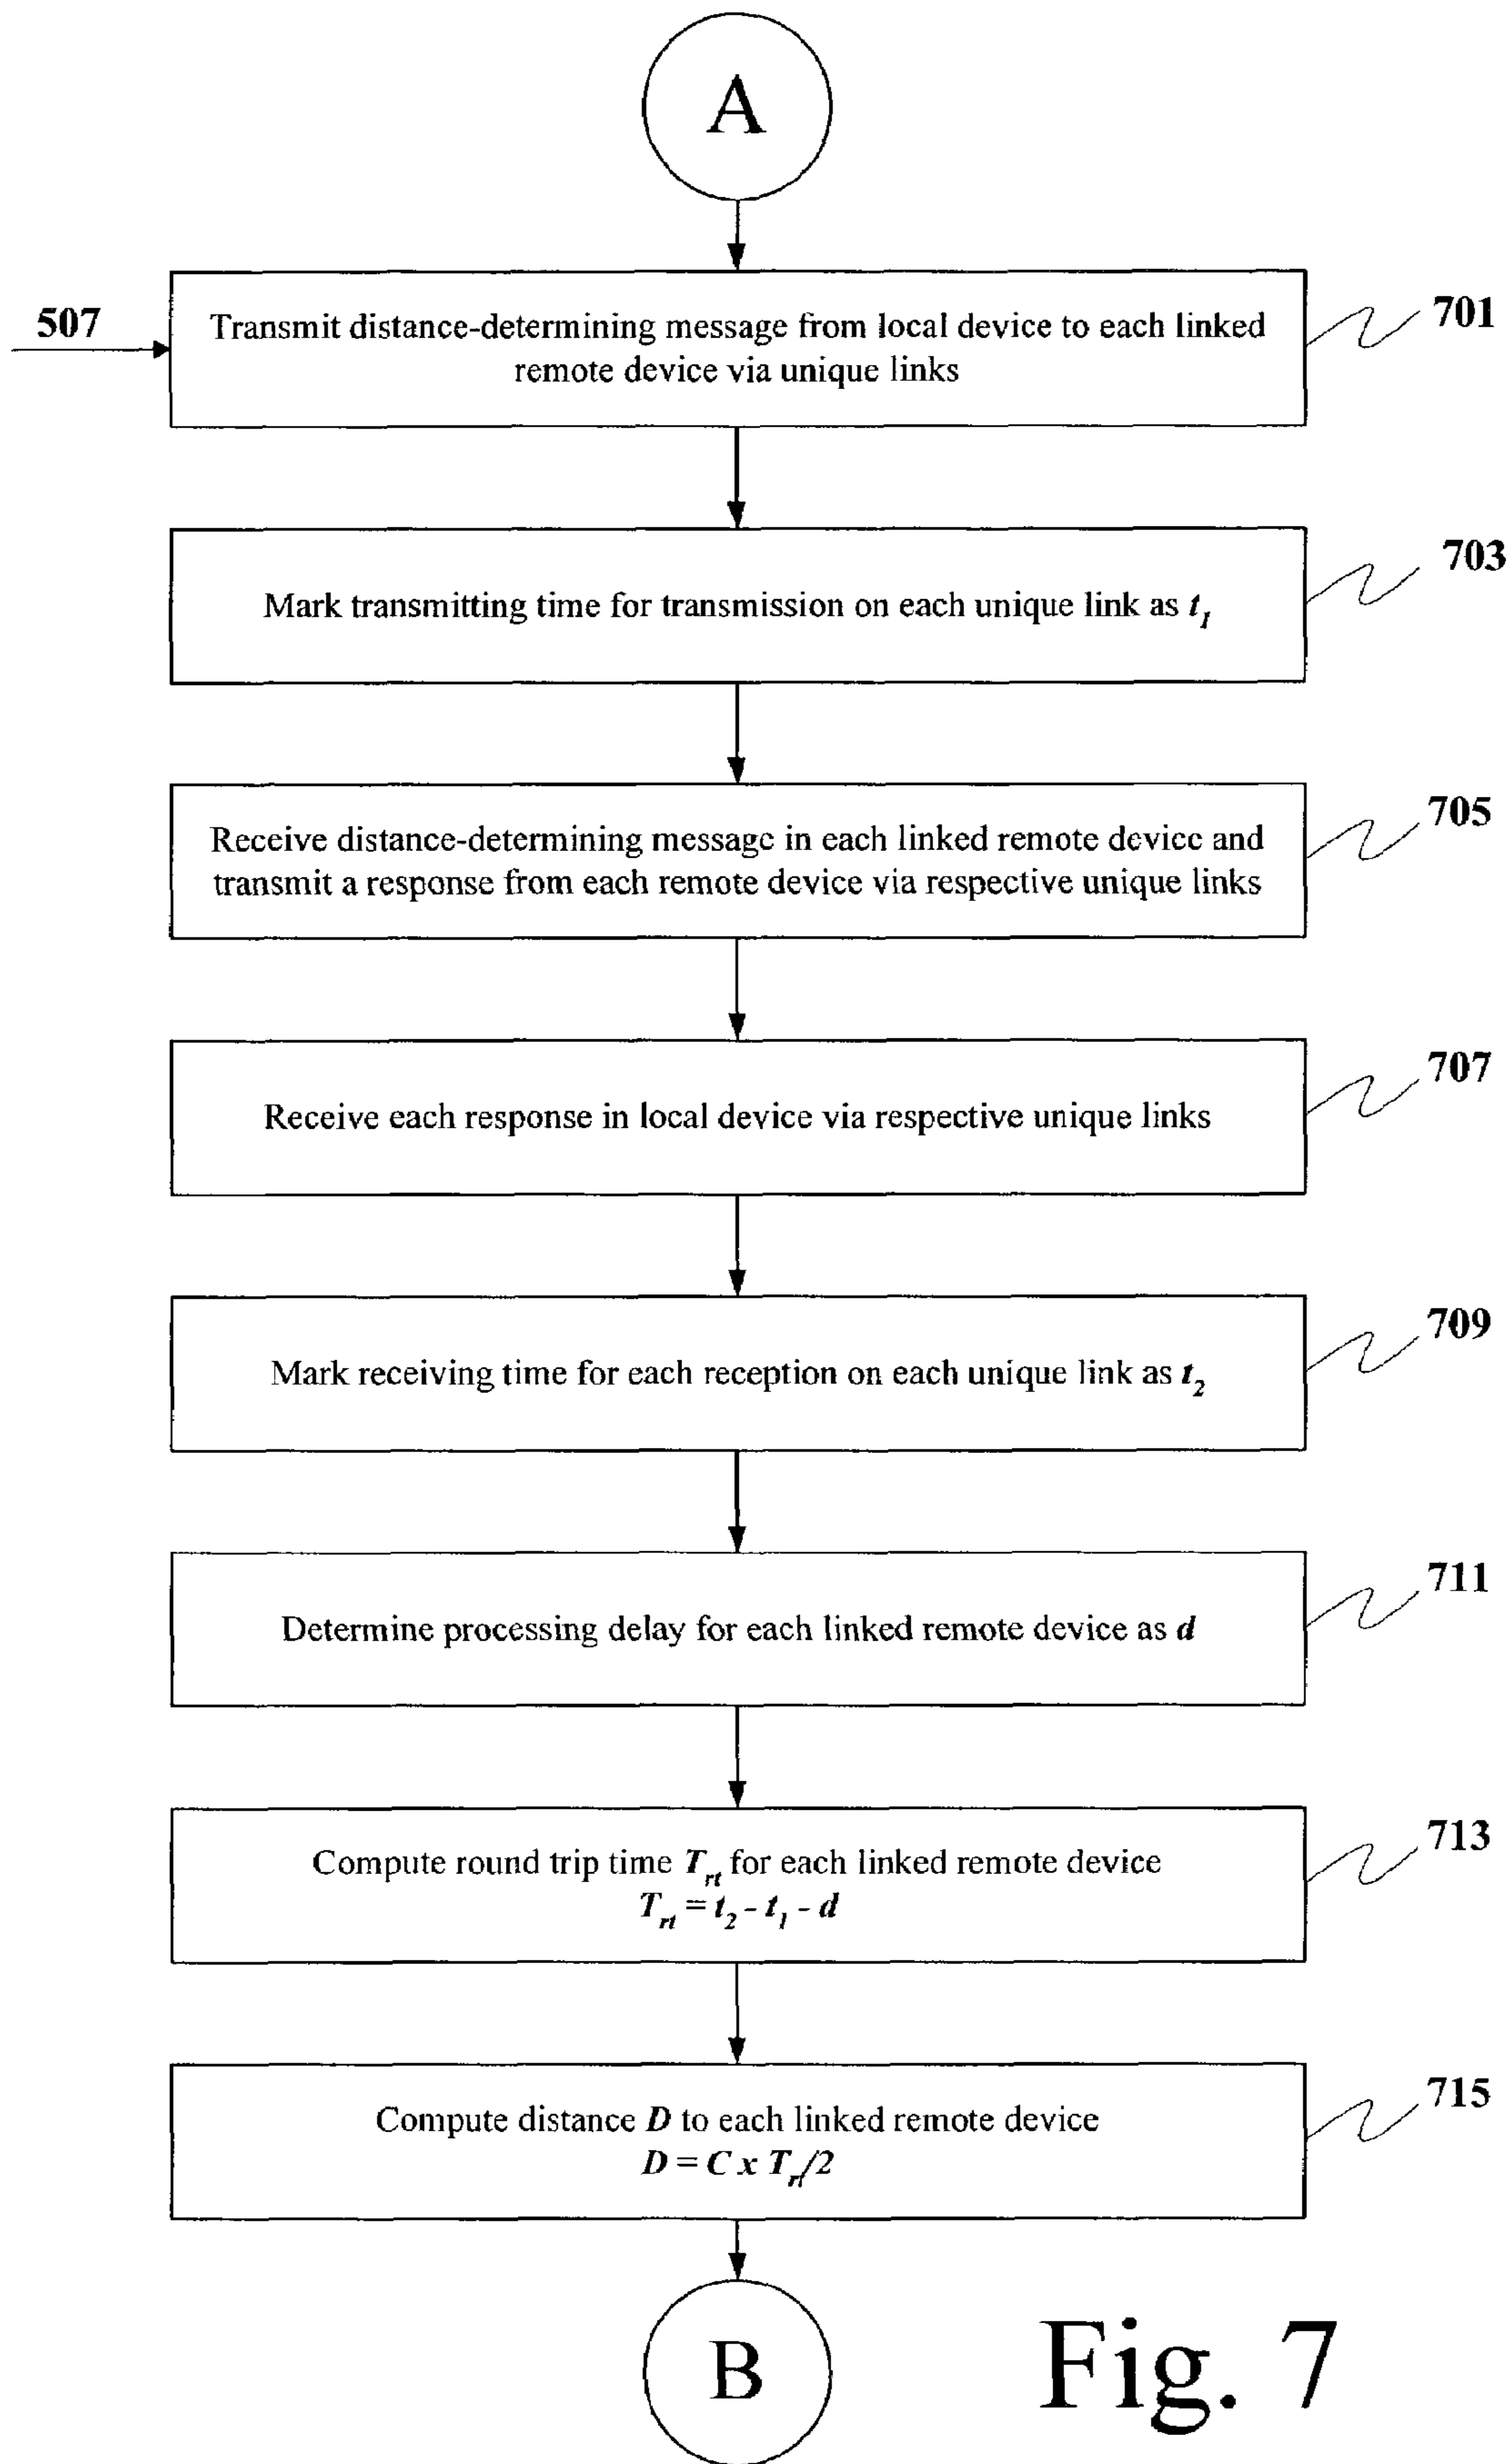 A
507
Transmit distance-determining message from local device to each linked
remote device via unique links
701
Mark transmitting time for transmission on each unique link as t₁
703
Receive distance-determining message in each linked remote device and
transmit a response from each remote device via respective unique links
705
Receive each response in local device via respective unique links
707
Mark receiving time for each reception on each unique link as t₂
709
Determine processing delay for each linked remote device as d
711
Compute round trip time Tᵣₜ for each linked remote device
Tᵣₜ = t₂ - t₁ - d
713
Compute distance D to each linked remote device
D = C x Tᵣₜ/2
715
B
Fig. 7